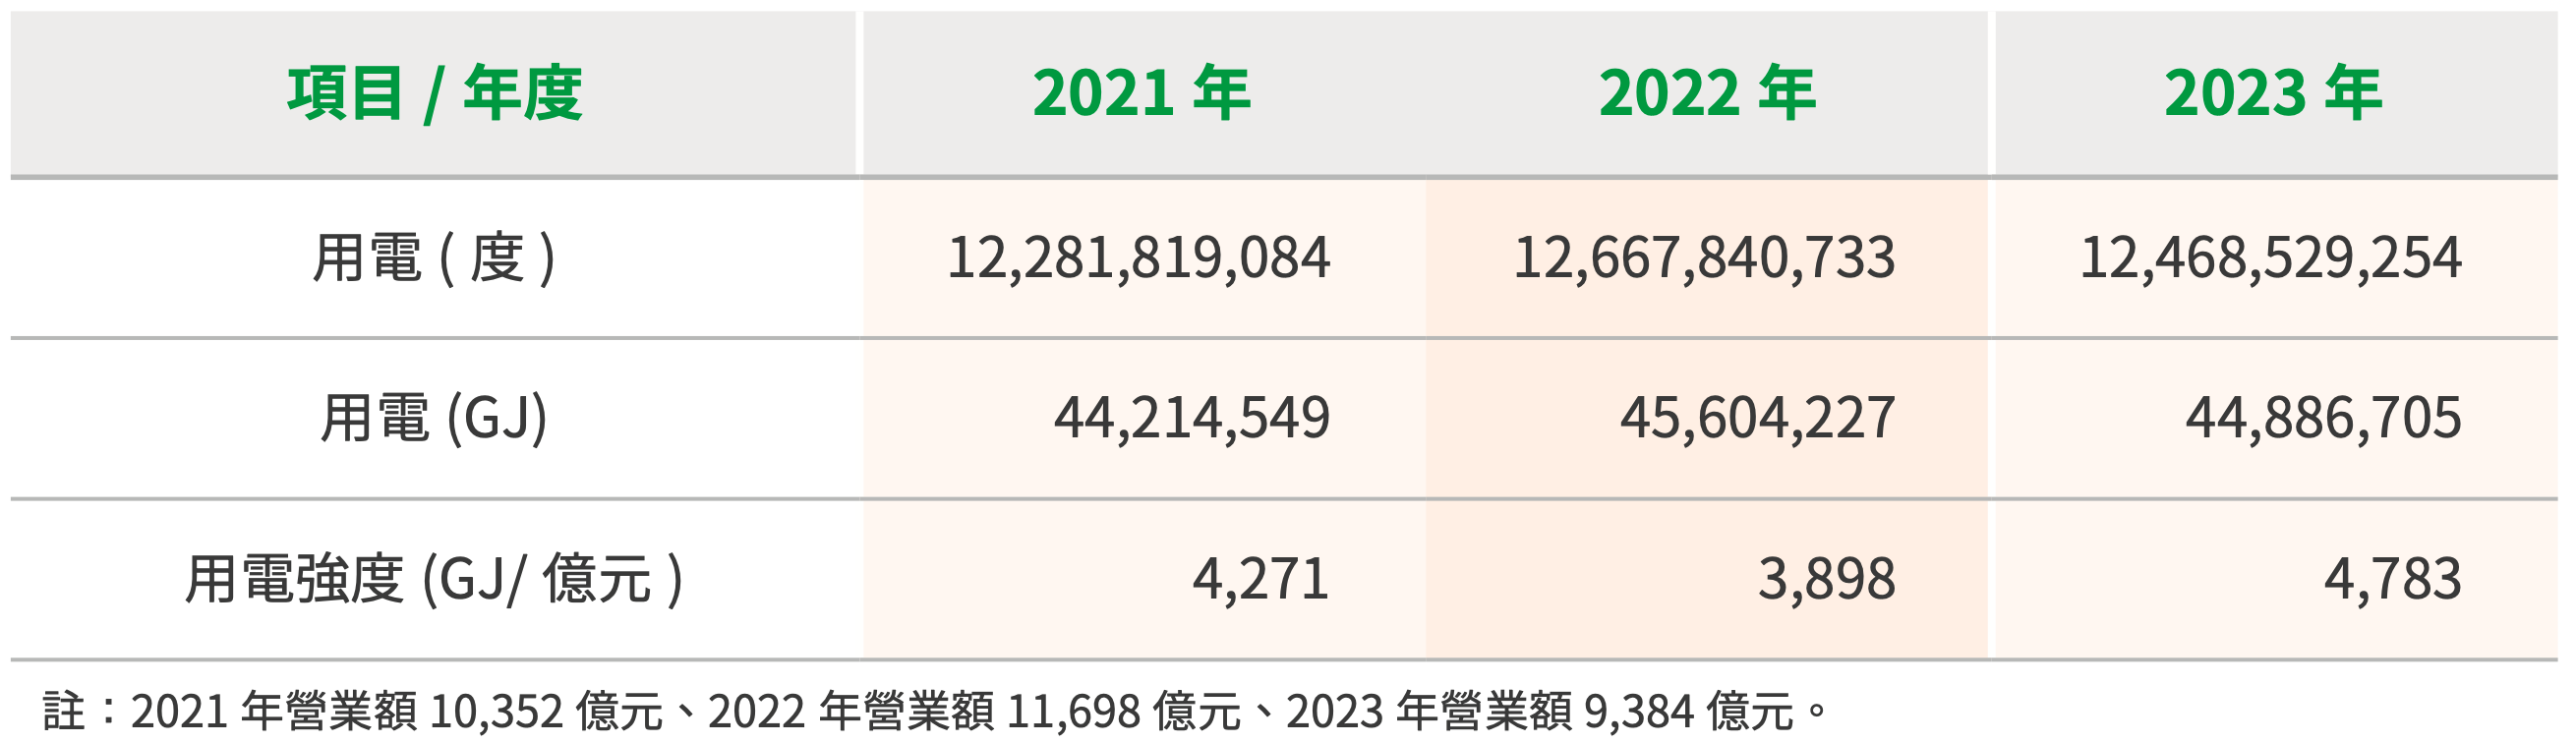 項目 / 年度 2021 年 2022 年 2023 年
用電 ( 度 ) 12,281,819,084 12,667,840,733 12,468,529,254
用電 (GJ) 44,214,549 45,604,227 44,886,705
用電強度 (GJ/ 億元 ) 4,271 3,898 4,783
註：2021 年營業額 10,352 億元、2022 年營業額 11,698 億元、2023 年營業額 9,384 億元。